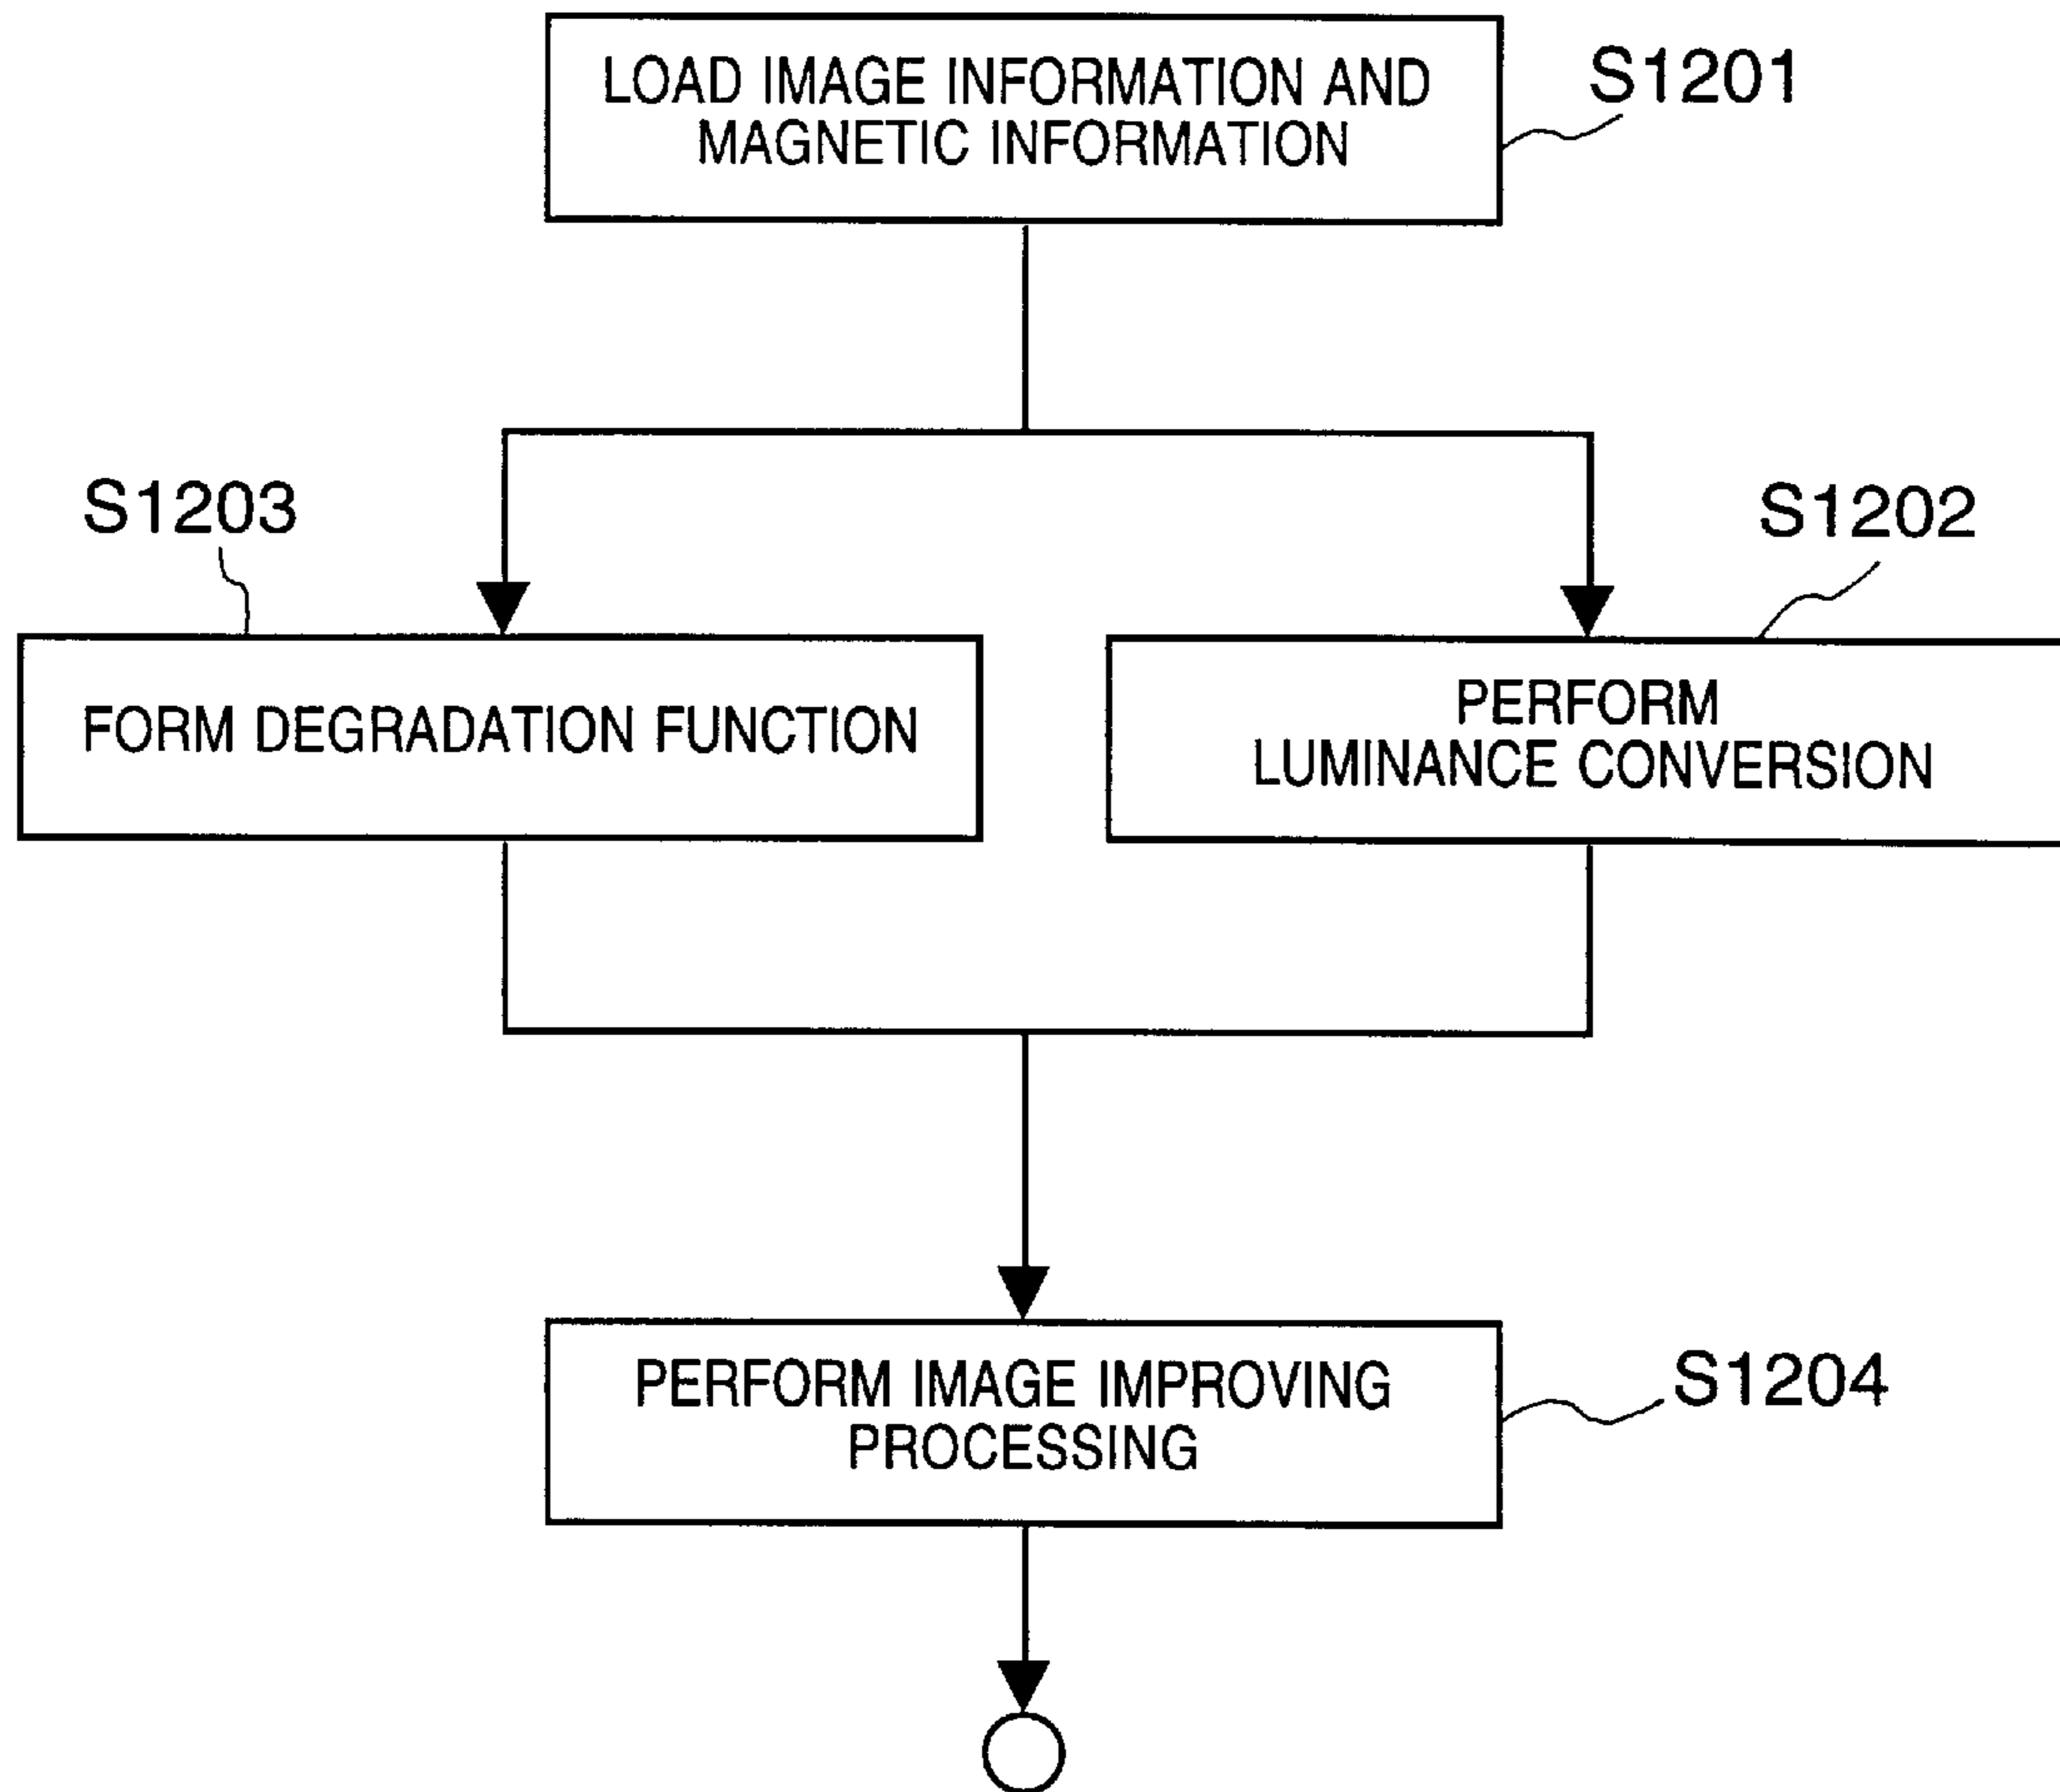 LOAD IMAGE INFORMATION AND
MAGNETIC INFORMATION
S1201
S1203
S1202
FORM DEGRADATION FUNCTION
PERFORM
LUMINANCE CONVERSION
PERFORM IMAGE IMPROVING
PROCESSING
S1204